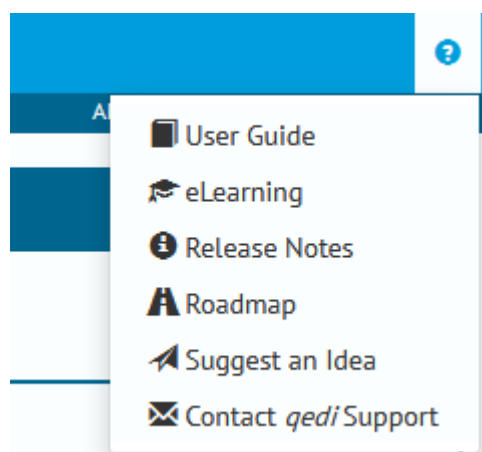 User Guide
eLearning
Release Notes
Roadmap
Suggest an Idea
Contact qedi Support